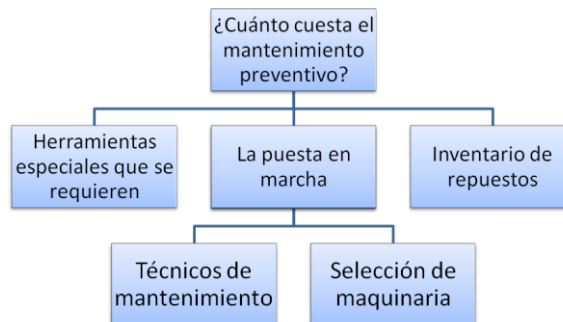 ¿Cuánto cuesta el
mantenimiento
preventivo?
Herramientas
especiales que se
requieren
La puesta en
marcha
Inventario de
repuestos
Técnicos de
mantenimiento
Selección de
maquinaria